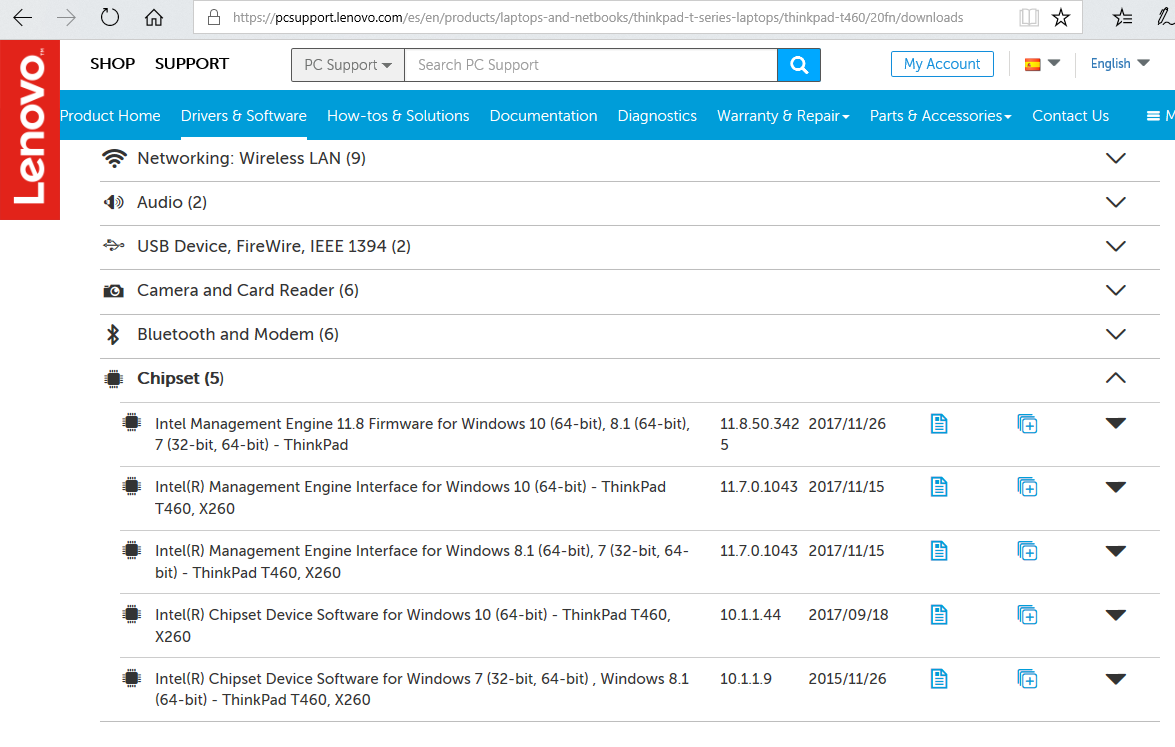 https://pcsupport.lenovo.com/es/en/products/laptops-and-netbooks/thinkpad-t-series-laptops/thinkpad-t460/20fn/downloads
Lenovo™
SHOP SUPPORT PC Support Search PC Support My Account English
Product Home Drivers & Software How-tos & Solutions Documentation Diagnostics Warranty & Repair Parts & Accessories Contact Us M
Networking: Wireless LAN (9)
Audio (2)
USB Device, FireWire, IEEE 1394 (2)
Camera and Card Reader (6)
Bluetooth and Modem (6)
Chipset (5)
Intel Management Engine 11.8 Firmware for Windows 10 (64-bit), 8.1 (64-bit), 11.8.50.342 2017/11/26
7 (32-bit, 64-bit) - ThinkPad 5
Intel(R) Management Engine Interface for Windows 10 (64-bit) - ThinkPad 11.7.0.1043 2017/11/15
T460, X260
Intel(R) Management Engine Interface for Windows 8.1 (64-bit), 7 (32-bit, 64- 11.7.0.1043 2017/11/15
bit) - ThinkPad T460, X260
Intel(R) Chipset Device Software for Windows 10 (64-bit) - ThinkPad T460, 10.1.1.44 2017/09/18
X260
Intel(R) Chipset Device Software for Windows 7 (32-bit, 64-bit) , Windows 8.1 10.1.1.9 2015/11/26
(64-bit) - ThinkPad T460, X260